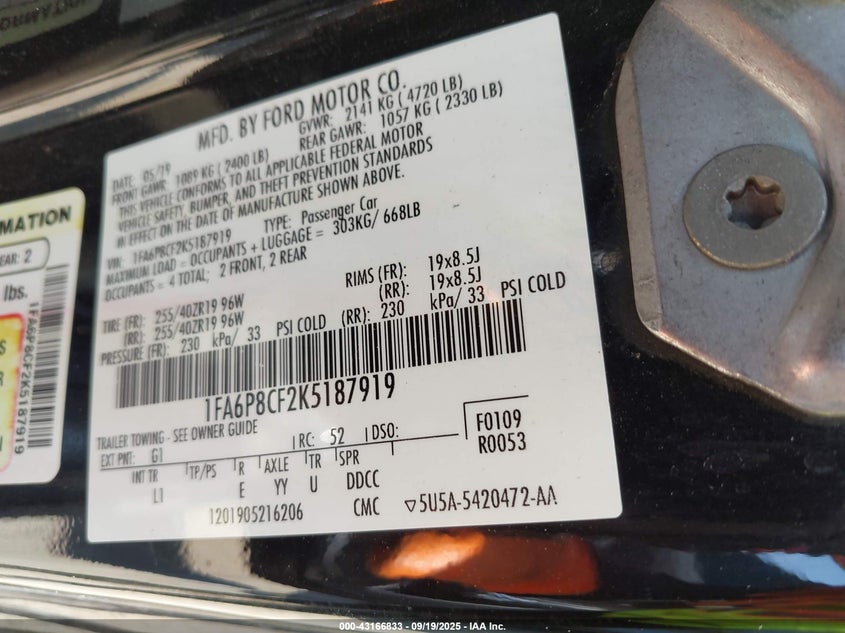 MFD. BY FORD MOTOR CO.
DATE: 05/19 GVWR: 2141 KG ( 4720 LB)
FRONT GAWR: 1089 KG ( 2400 LB) REAR GAWR: 1057 KG ( 2330 LB)
THIS VEHICLE CONFORMS TO ALL APPLICABLE FEDERAL MOTOR
VEHICLE SAFETY, BUMPER, AND THEFT PREVENTION STANDARDS
IN EFFECT ON THE DATE OF MANUFACTURE SHOWN ABOVE.
VIN: 1FA6P8CF2K5187919 TYPE: Passenger Car
MAXIMUM LOAD = OCCUPANTS + LUGGAGE = 303KG/ 668LB
OCCUPANTS = 4 TOTAL; 2 FRONT, 2 REAR
TIRE (FR): 255/40ZR19 96W RIMS (FR): 19x8.5J
(RR): 255/40ZR19 96W (RR): 19x8.5J
PRESSURE (FR): 230 kPa/ 33 PSI COLD (RR): 230 kPa/ 33 PSI COLD
1FA6P8CF2K5187919
TRAILER TOWING - SEE OWNER GUIDE
F0109
EXT PNT: G1 RC: 52 DSO:
R0053
INT TR TP/PS R AXLE TR SPR
L1 E YY U DDCC
1201905216206 CMC ▽5U5A-5420472-AA
MATION
EAR: 2
lbs.
1FA6P8CF2K5187919
000-43166833 - 09/19/2025 - IAA Inc.